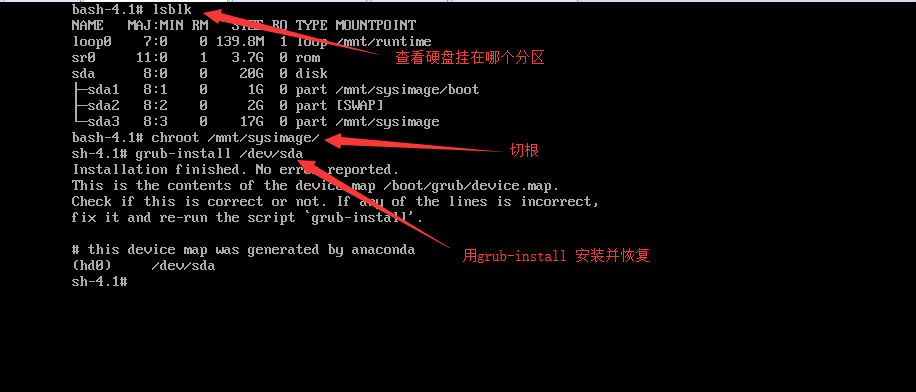 bash-4.1# lsblk
NAME   MAJ:MIN RM   SIZE RO TYPE MOUNTPOINT
loop0    7:0    0 139.8M  1 loop /mnt/runtime
sr0     11:0    1   3.7G  0 rom
查看硬盘挂在哪个分区
sda      8:0    0    20G  0 disk
├─sda1   8:1    0     1G  0 part /mnt/sysimage/boot
├─sda2   8:2    0     2G  0 part [SWAP]
└─sda3   8:3    0    17G  0 part /mnt/sysimage
bash-4.1# chroot /mnt/sysimage/
切根
sh-4.1# grub-install /dev/sda
Installation finished. No error reported.
This is the contents of the device map /boot/grub/device.map.
Check if this is correct or not. If any of the lines is incorrect,
fix it and re-run the script `grub-install'.
# this device map was generated by anaconda
用grub-install 安装并恢复
(hd0)     /dev/sda
sh-4.1#